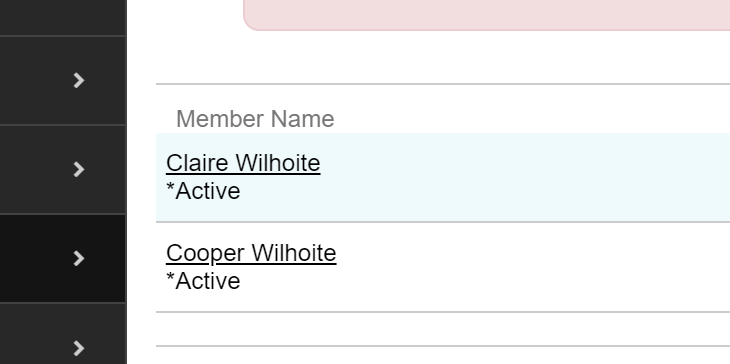 Member Name
Claire Wilhoite
*Active
Cooper Wilhoite
*Active